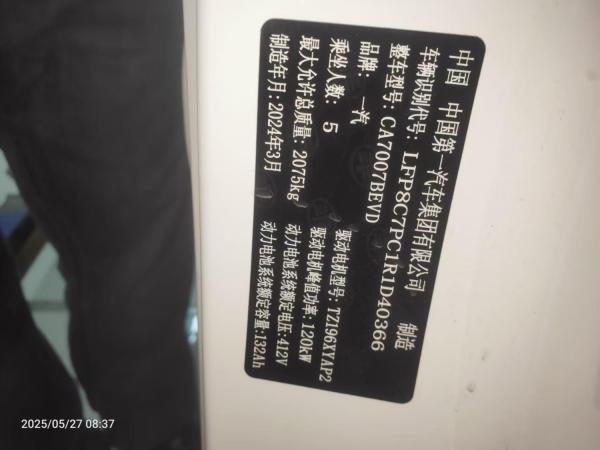 中国 中国第一汽车集团有限公司 制造
车辆识别代号: LFP8C7PC1R1D40366
整车型号: CA7007BEVD
品牌: 一汽 驱动电机型号: TZ196XYAP2
乘坐人数: 5 驱动电机峰值功率: 120kW
最大允许总质量: 2075kg 动力电池系统额定电压: 412V
制造年月: 2024年3月 动力电池系统额定容量: 132Ah
2025/05/27 08:37